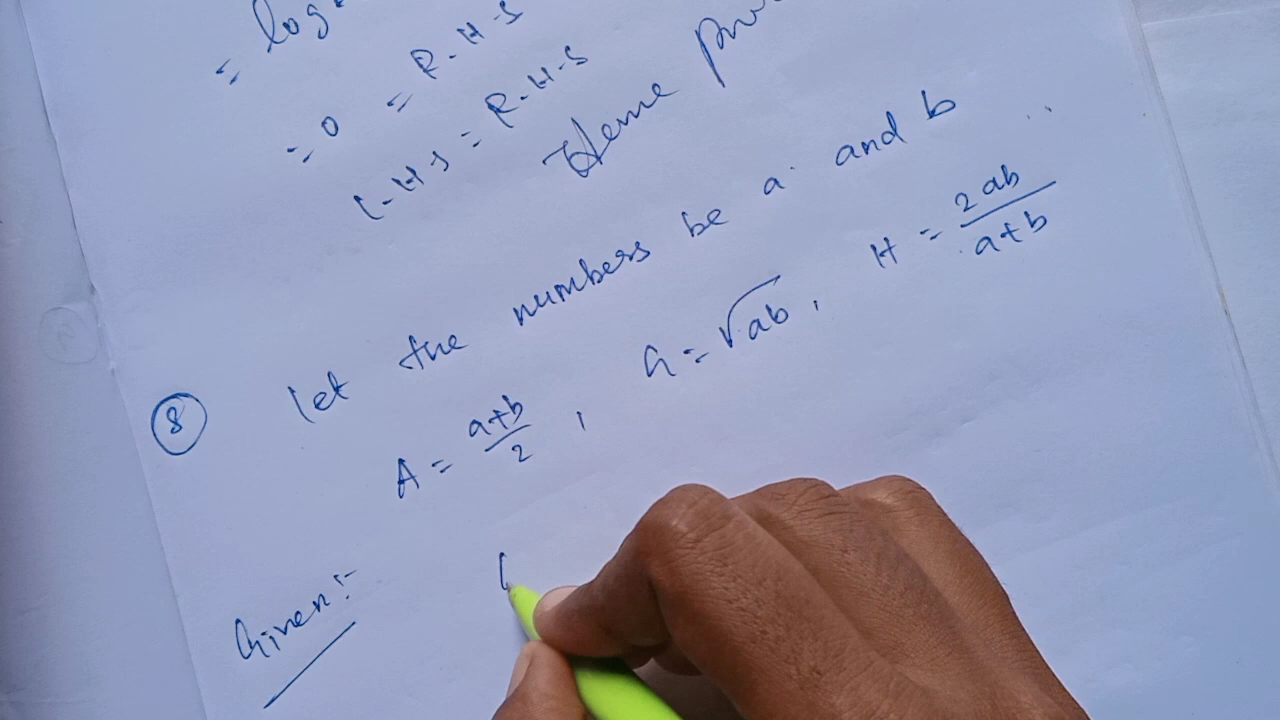 = log
= 0 = R-H-S
L-H-S = R-H-S
Hence
⑧ let the numbers be a and b
A = a+b/2, G = √ab, H = 2ab/a+b
Given:-